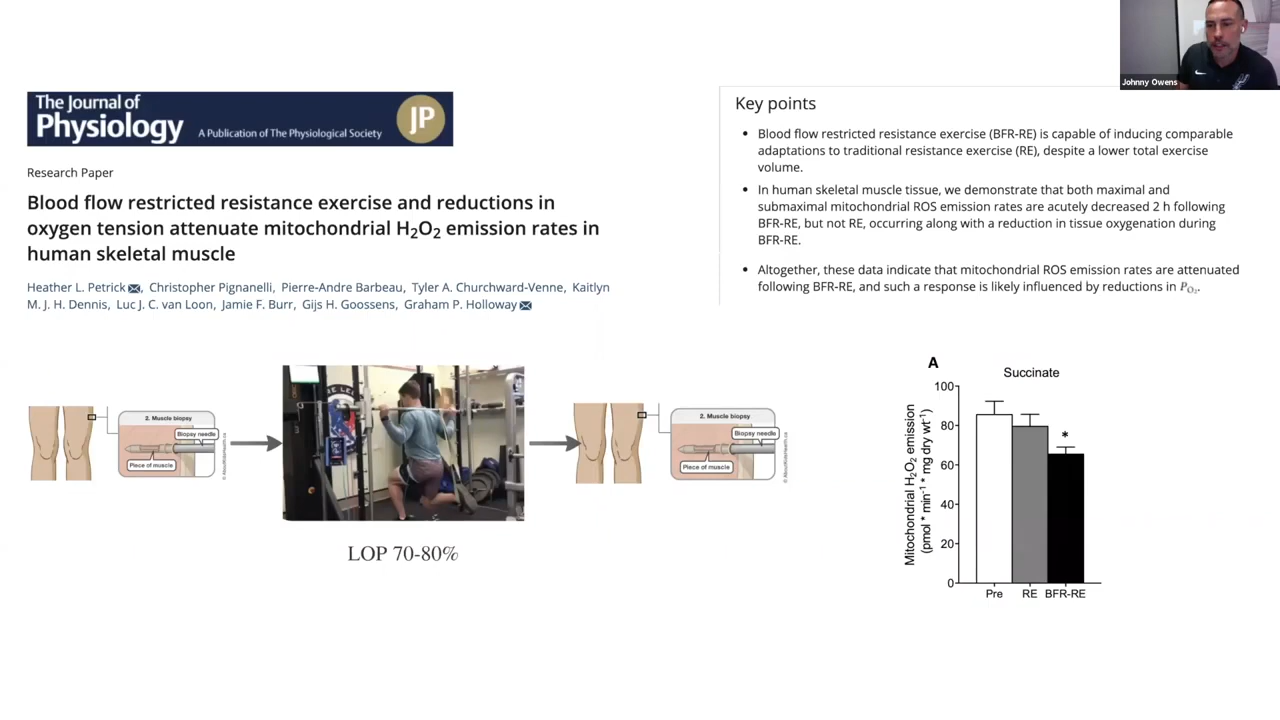 Johnny Owens
The Journal of
Physiology
A Publication of The Physiological Society
JP
Research Paper
Blood flow restricted resistance exercise and reductions in
oxygen tension attenuate mitochondrial H₂O₂ emission rates in
human skeletal muscle
Heather L. Petrick, Christopher Pignanelli, Pierre-Andre Barbeau, Tyler A. Churchward-Venne, Kaitlyn
M. J. H. Dennis, Luc J. C. van Loon, Jamie F. Burr, Gijs H. Goossens, Graham P. Holloway
Key points
• Blood flow restricted resistance exercise (BFR-RE) is capable of inducing comparable
adaptations to traditional resistance exercise (RE), despite a lower total exercise
volume.
• In human skeletal muscle tissue, we demonstrate that both maximal and
submaximal mitochondrial ROS emission rates are acutely decreased 2 h following
BFR-RE, but not RE, occurring along with a reduction in tissue oxygenation during
BFR-RE.
• Altogether, these data indicate that mitochondrial ROS emission rates are attenuated
following BFR-RE, and such a response is likely influenced by reductions in P_O₂.
2. Muscle biopsy
Biopsy needle
Piece of muscle
2. Muscle biopsy
Biopsy needle
Piece of muscle
LOP 70-80%
A
Succinate
Mitochondrial H₂O₂ emission
(pmol * min⁻¹ * mg dry wt⁻¹)
100
80
60
40
20
0
*
Pre
RE
BFR-RE